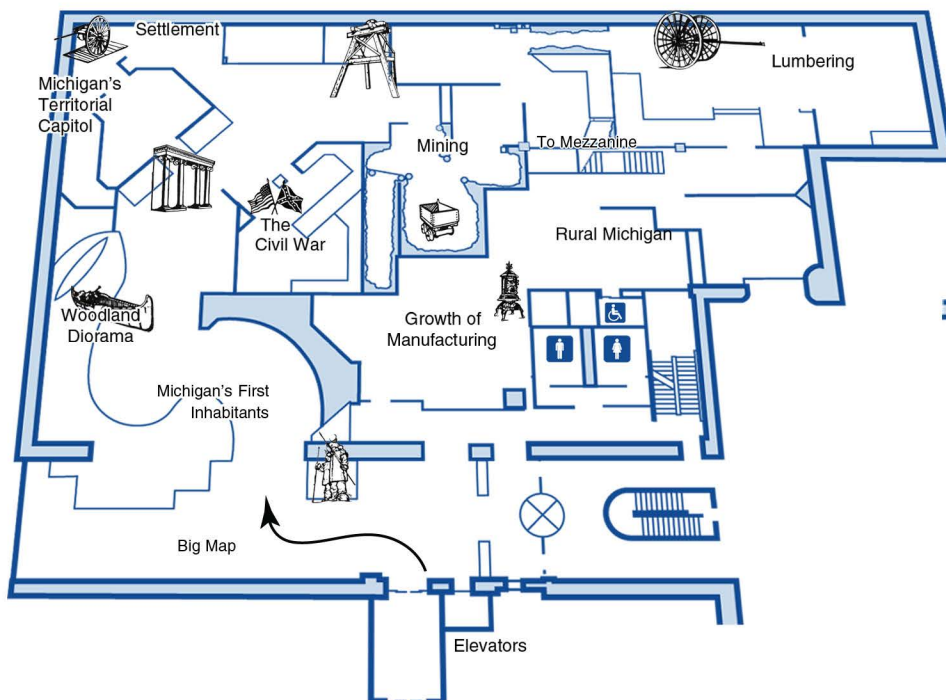 Settlement
Lumbering
Michigan's
Territorial
Capitol
Mining
To Mezzanine
The
Civil War
Rural Michigan
Woodland
Diorama
Growth of
Manufacturing
Michigan's First
Inhabitants
Big Map
Elevators